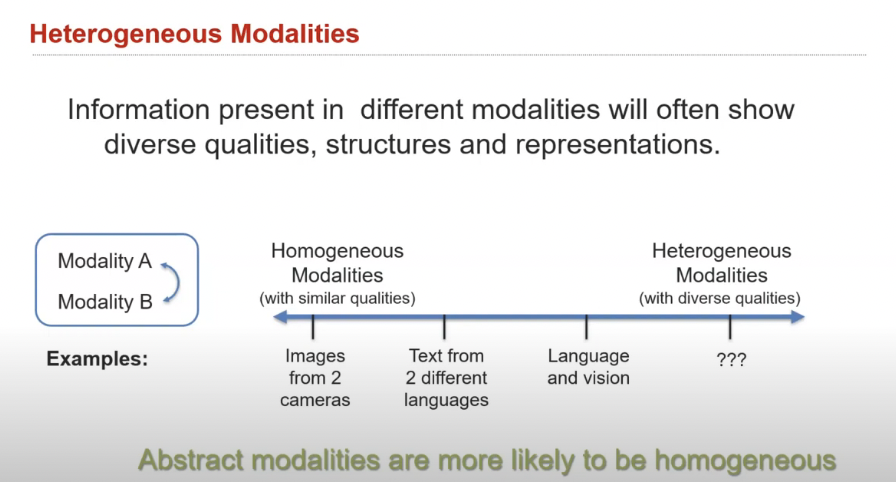 Heterogeneous Modalities
Information present in different modalities will often show
diverse qualities, structures and representations.
Modality A
Modality B
Homogeneous
Modalities
(with similar qualities)
Heterogeneous
Modalities
(with diverse qualities)
Examples:
Images
from 2
cameras
Text from
2 different
languages
Language
and vision
???
Abstract modalities are more likely to be homogeneous